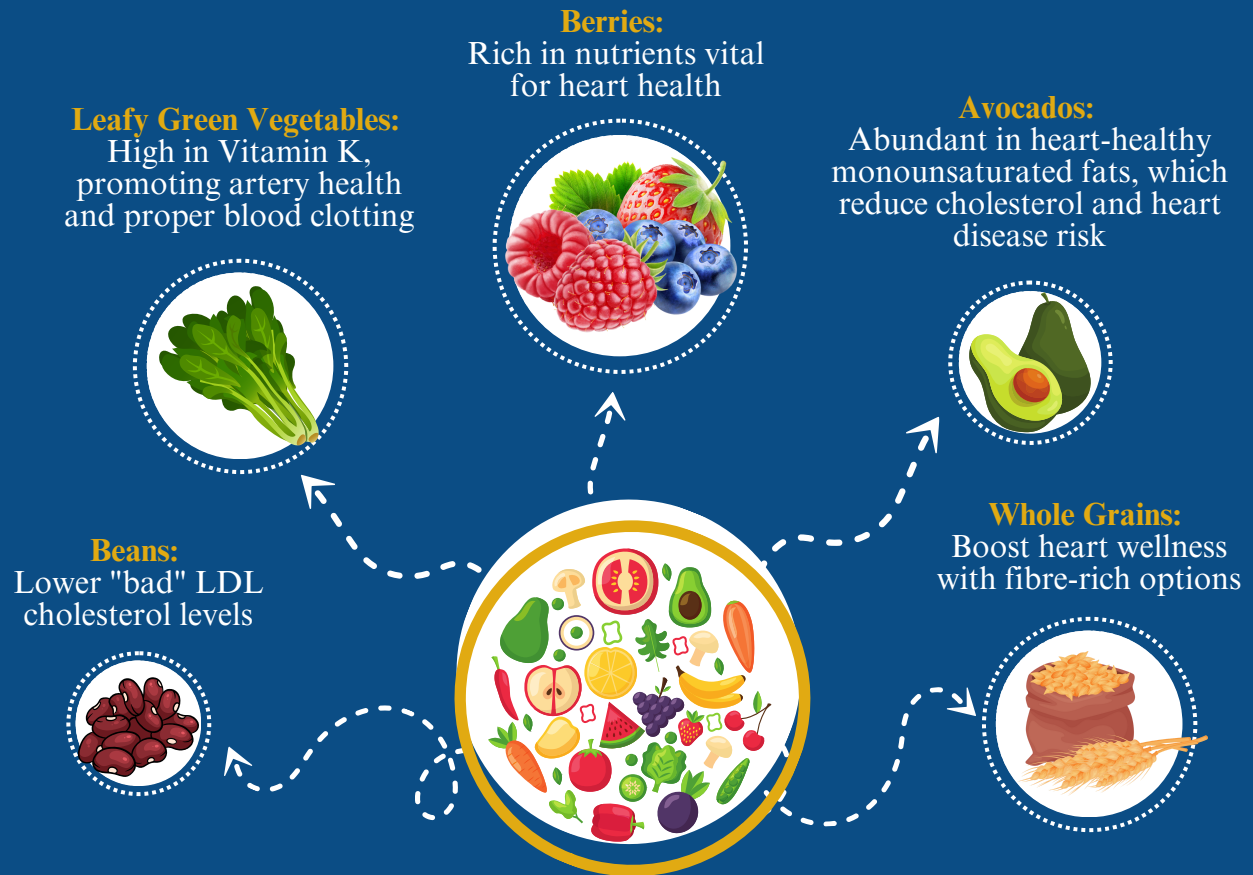 Berries:
Rich in nutrients vital
for heart health
Leafy Green Vegetables:
High in Vitamin K,
promoting artery health
and proper blood clotting
Avocados:
Abundant in heart-healthy
monounsaturated fats, which
reduce cholesterol and heart
disease risk
Beans:
Lower "bad" LDL
cholesterol levels
Whole Grains:
Boost heart wellness
with fibre-rich options